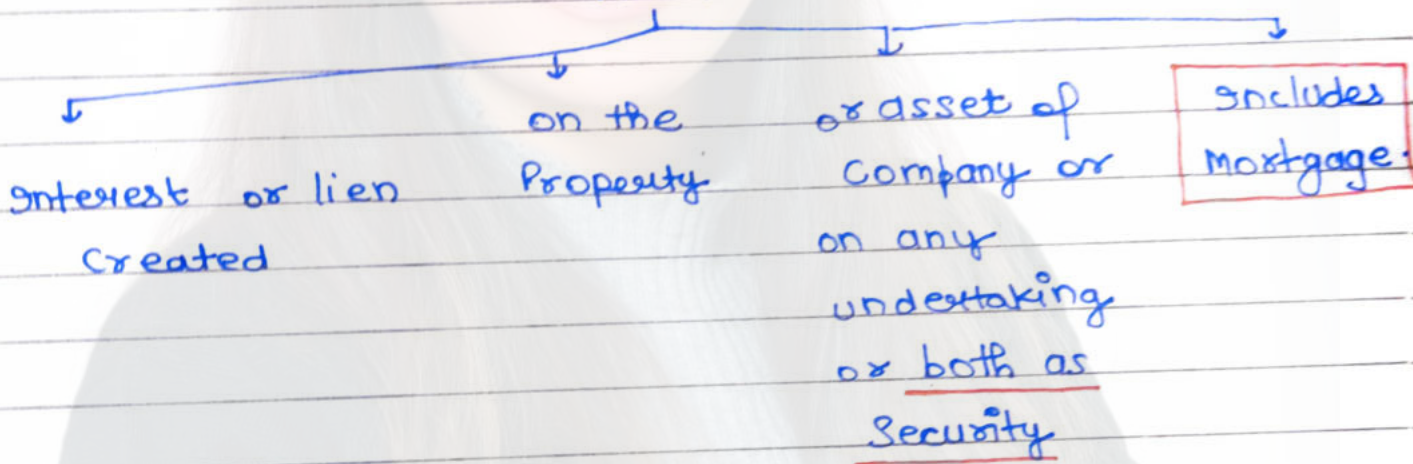 Interest or lien
Created
on the
Property
or asset of
Company or
on any
undertaking
or both as
Security
Includes
mortgage.